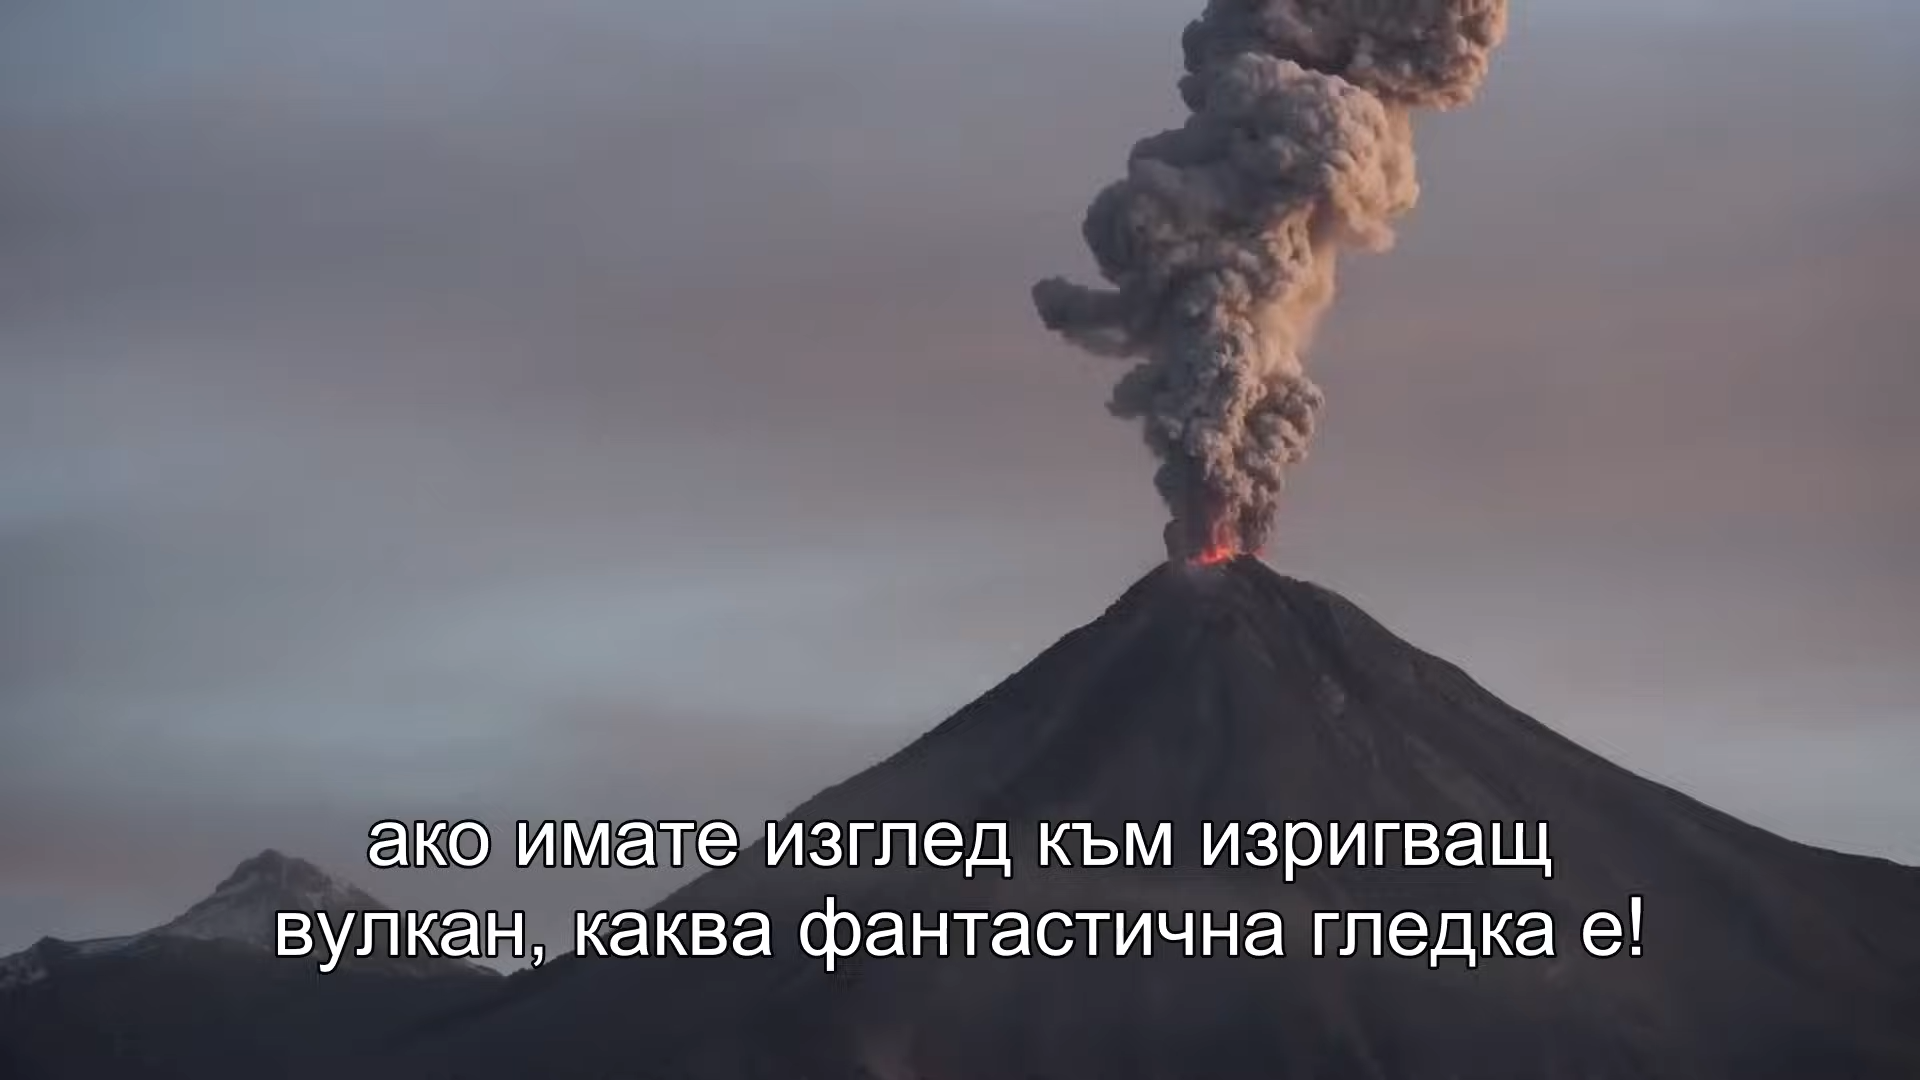 ако имате изглед към изригващ
вулкан, каква фантастична гледка е!